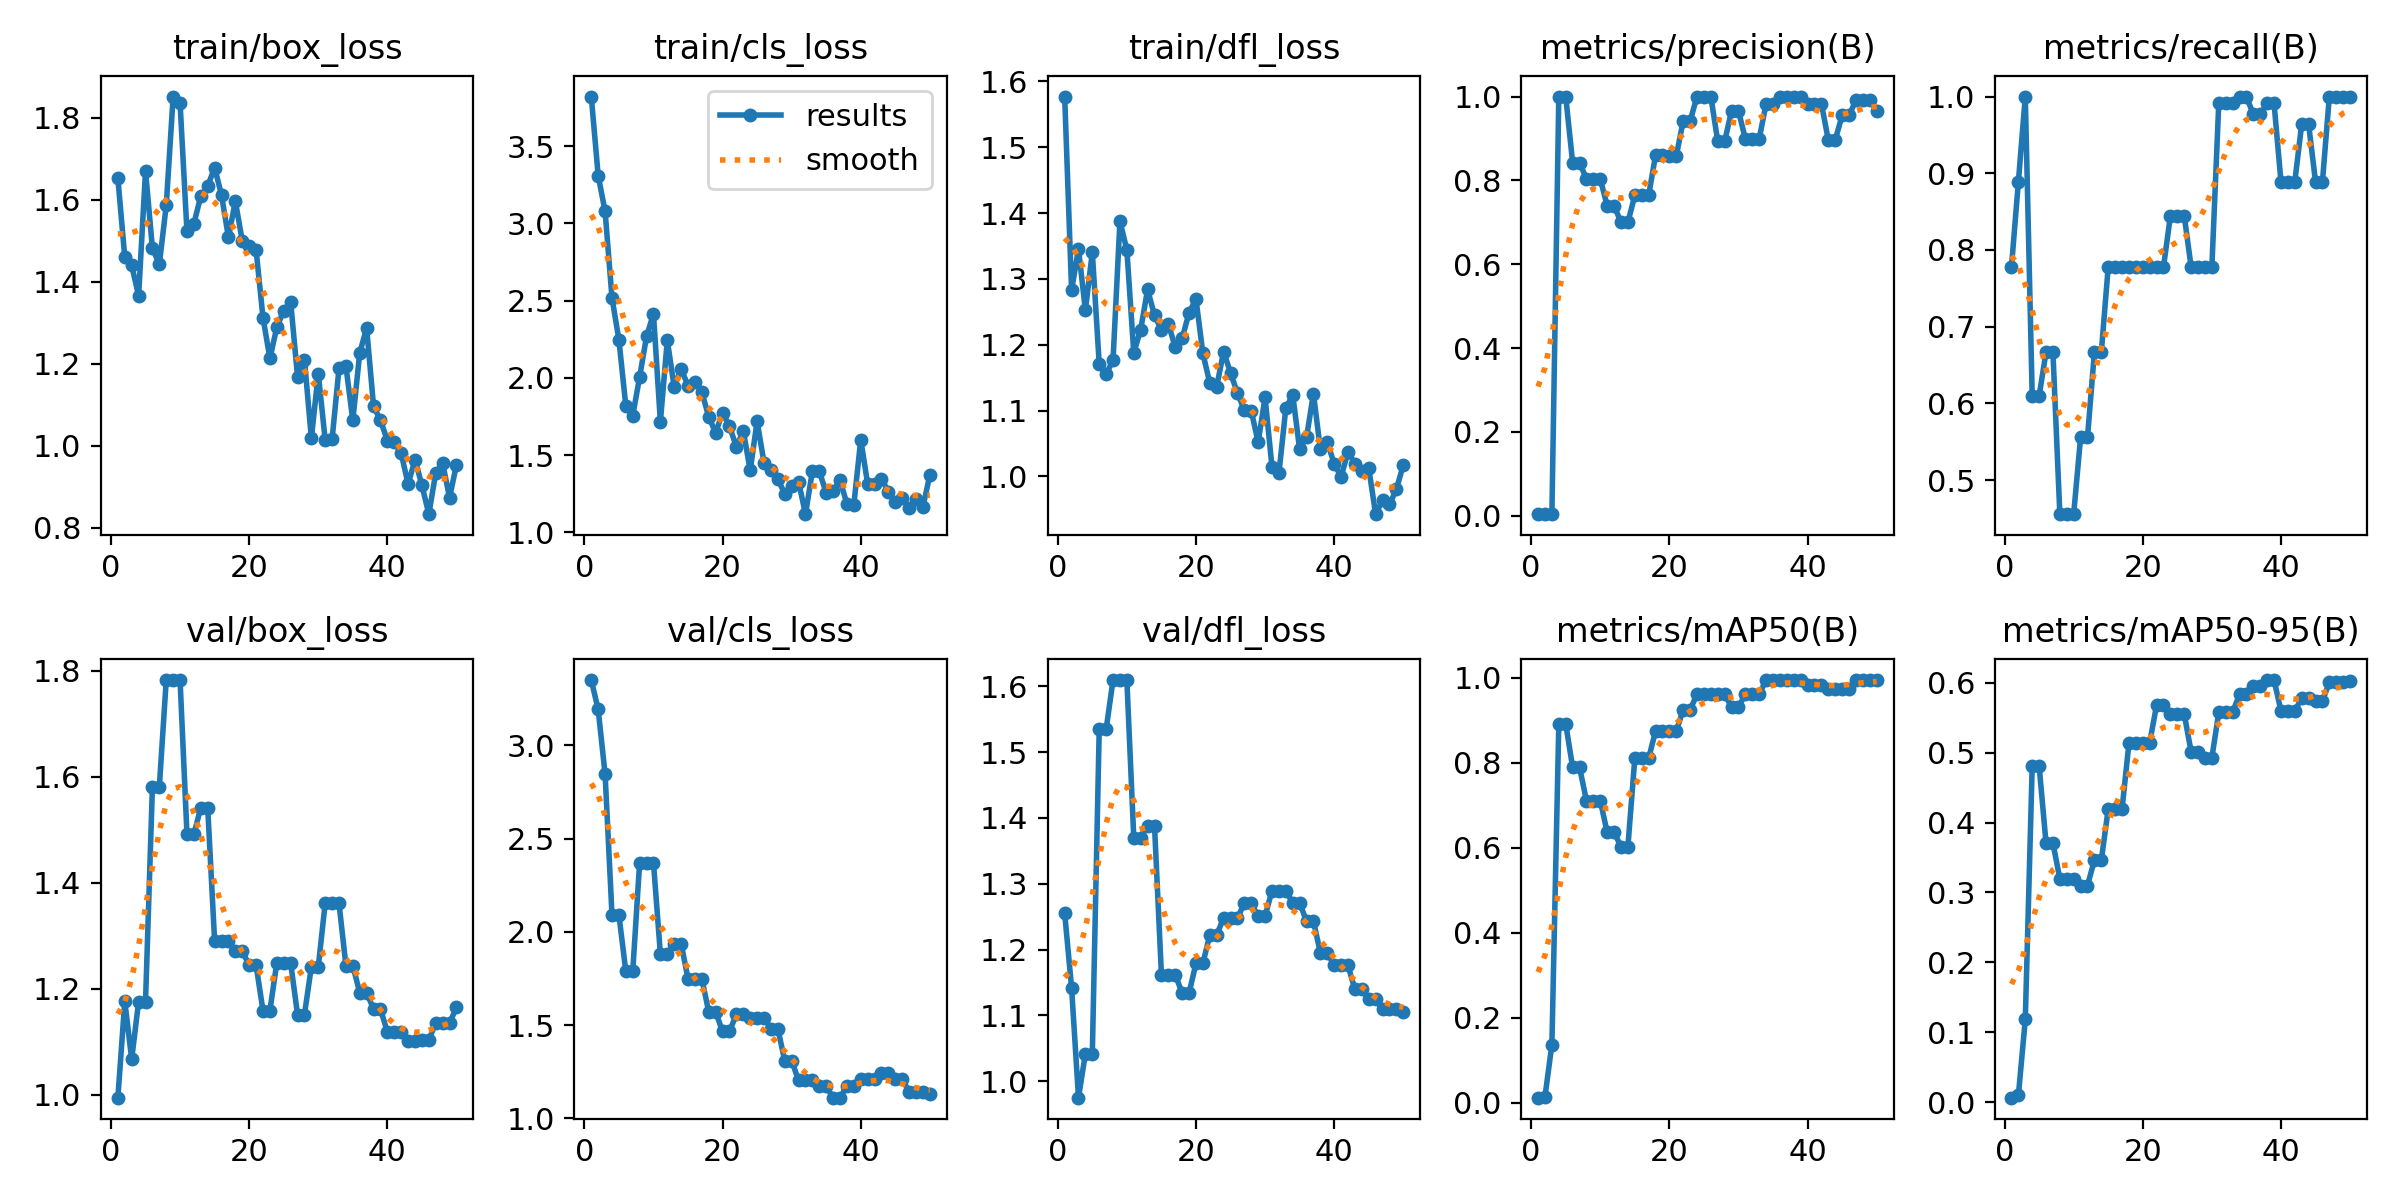 train/box_loss
1.8
1.6
1.4
1.2
1.0
0.8
0 20 40
train/cls_loss
results
smooth
3.5
3.0
2.5
2.0
1.5
1.0
0 20 40
train/dfl_loss
1.6
1.5
1.4
1.3
1.2
1.1
1.0
0 20 40
metrics/precision(B)
1.0
0.8
0.6
0.4
0.2
0.0
0 20 40
metrics/recall(B)
1.0
0.9
0.8
0.7
0.6
0.5
0 20 40
val/box_loss
1.8
1.6
1.4
1.2
1.0
0 20 40
val/cls_loss
3.0
2.5
2.0
1.5
1.0
0 20 40
val/dfl_loss
1.6
1.5
1.4
1.3
1.2
1.1
1.0
0 20 40
metrics/mAP50(B)
1.0
0.8
0.6
0.4
0.2
0.0
0 20 40
metrics/mAP50-95(B)
0.6
0.5
0.4
0.3
0.2
0.1
0.0
0 20 40